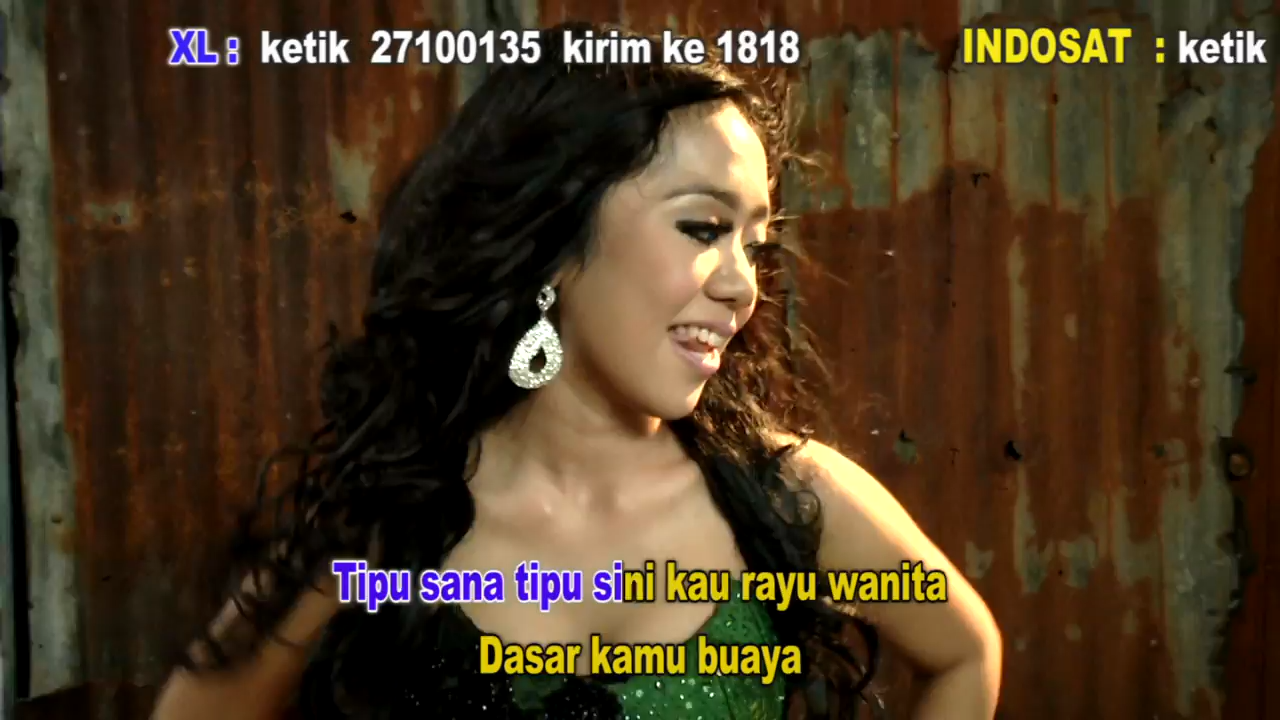 XL : ketik 27100135 kirim ke 1818 INDOSAT : ketik
Tipu sana tipu sini kau rayu wanita
Dasar kamu buaya